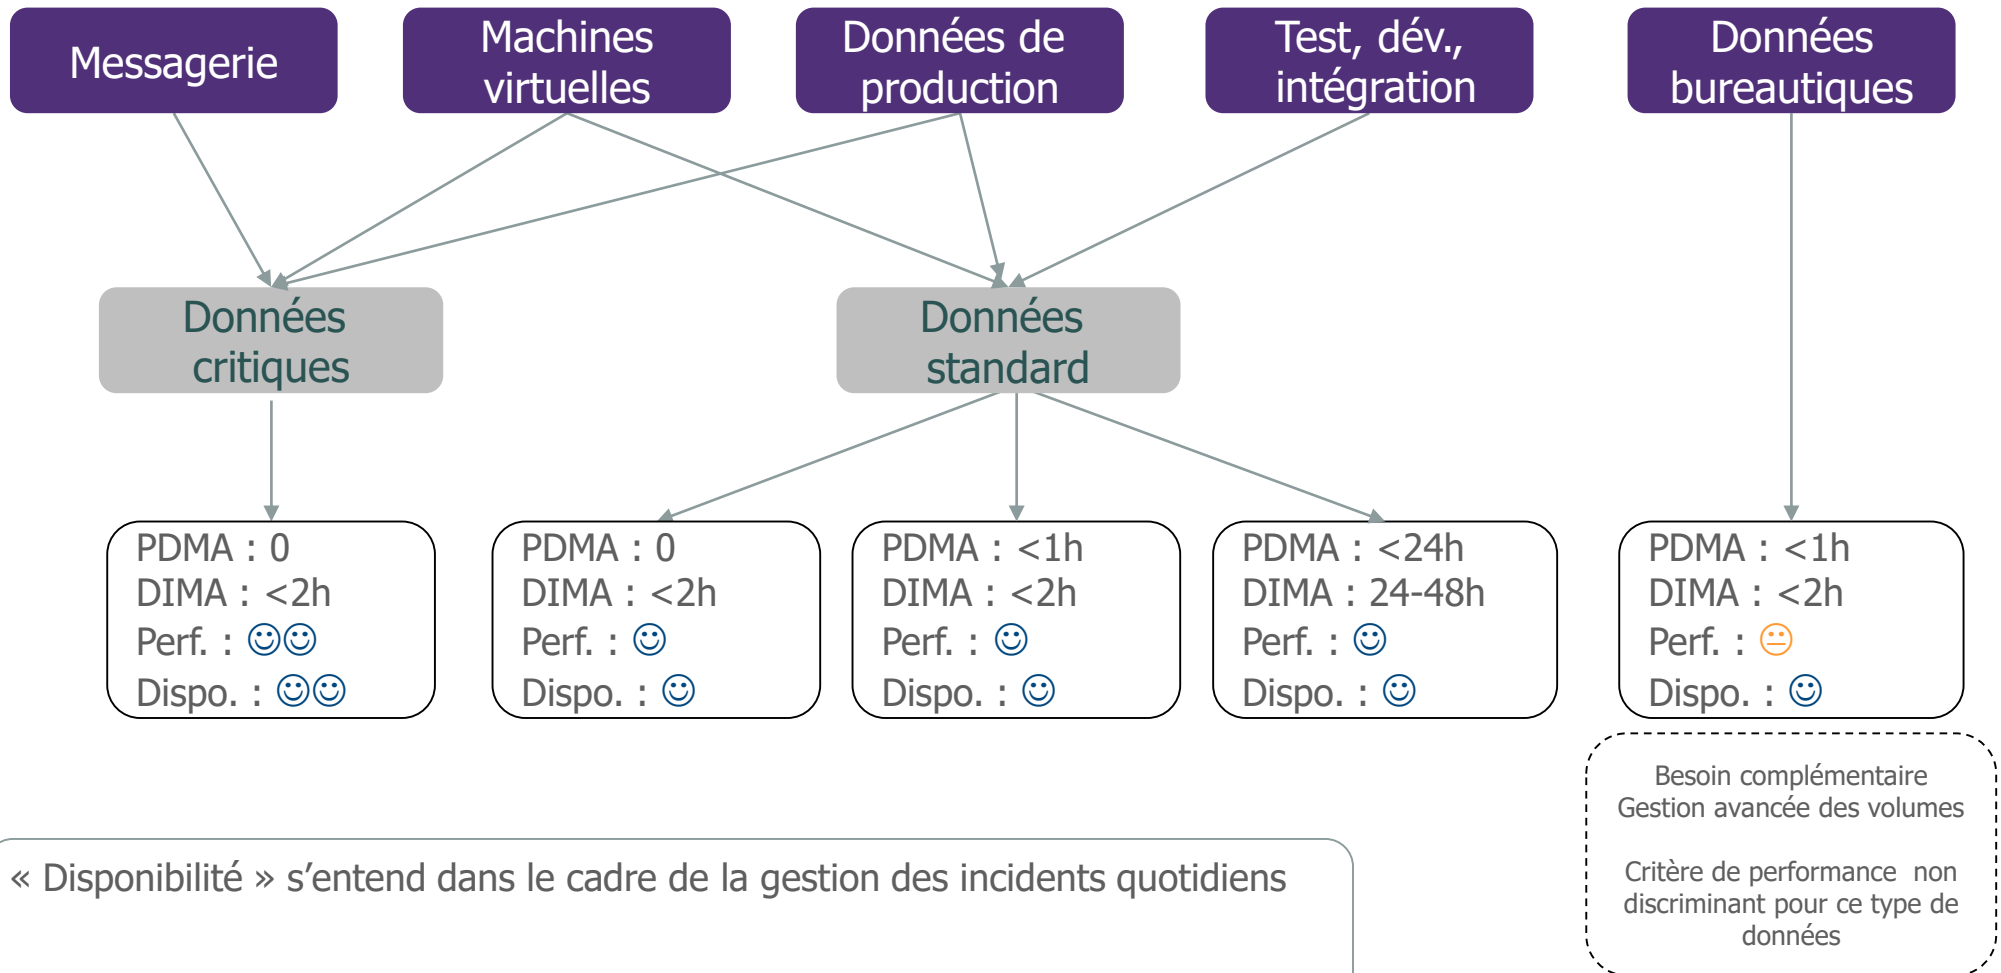 Messagerie
Machines
virtuelles
Données de
production
Test, dév.,
intégration
Données
bureautiques
Données
critiques
Données
standard
PDMA : 0
DIMA : <2h
Perf. : ☺☺
Dispo. : ☺☺
PDMA : 0
DIMA : <2h
Perf. : ☺
Dispo. : ☺
PDMA : <1h
DIMA : <2h
Perf. : ☺
Dispo. : ☺
PDMA : <24h
DIMA : 24-48h
Perf. : ☺
Dispo. : ☺
PDMA : <1h
DIMA : <2h
Perf. : 😐
Dispo. : ☺
Besoin complémentaire
Gestion avancée des volumes
Critère de performance non
discriminant pour ce type de
données
« Disponibilité » s’entend dans le cadre de la gestion des incidents quotidiens